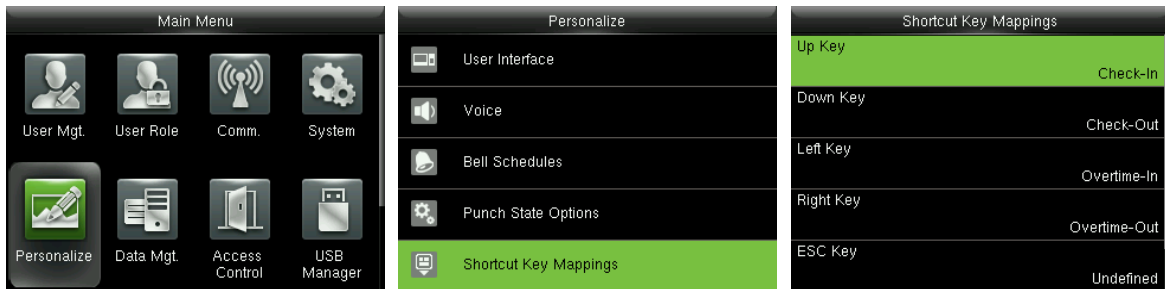 Main Menu
User Mgt.
User Role
Comm.
System
Personalize
Data Mgt.
Access
Control
USB
Manager
Personalize
User Interface
Voice
Bell Schedules
Punch State Options
Shortcut Key Mappings
Shortcut Key Mappings
Up Key
Check-In
Down Key
Check-Out
Left Key
Overtime-In
Right Key
Overtime-Out
ESC Key
Undefined